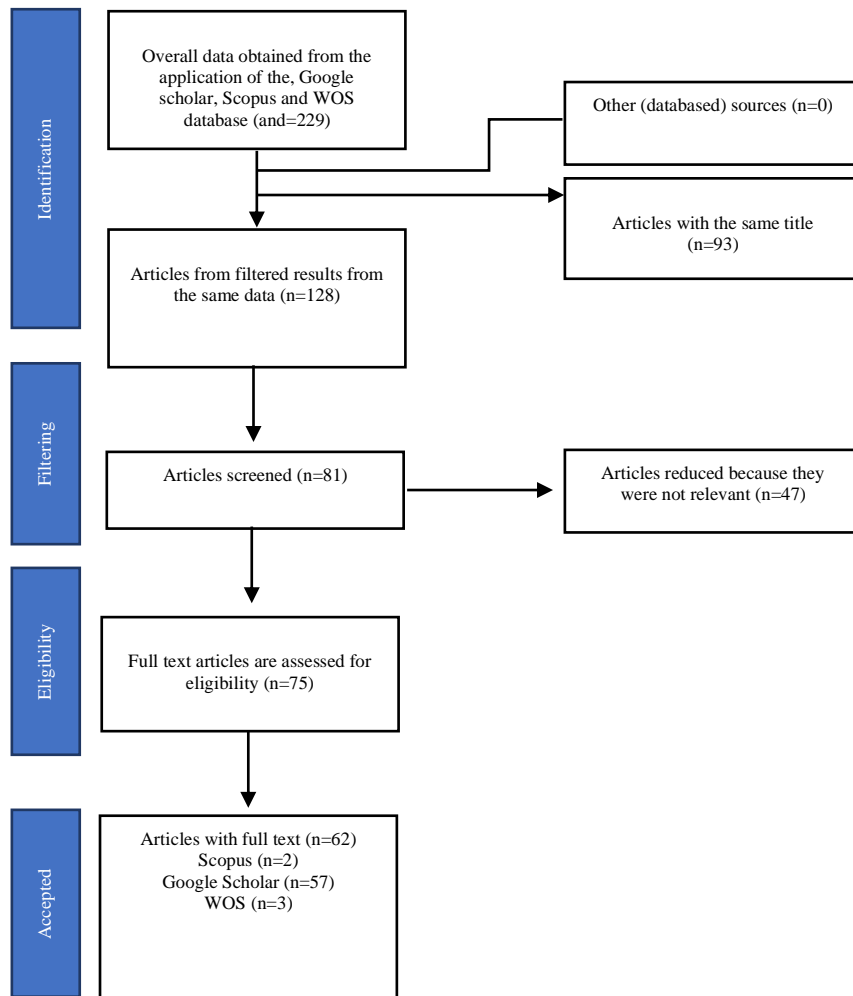 Identification
Overall data obtained from the
application of the, Google
scholar, Scopus and WOS
database (and=229)
Other (databased) sources (n=0)
Articles with the same title
(n=93)
Articles from filtered results from
the same data (n=128)
Filtering
Articles screened (n=81)
Articles reduced because they
were not relevant (n=47)
Eligibility
Full text articles are assessed for
eligibility (n=75)
Accepted
Articles with full text (n=62)
Scopus (n=2)
Google Scholar (n=57)
WOS (n=3)